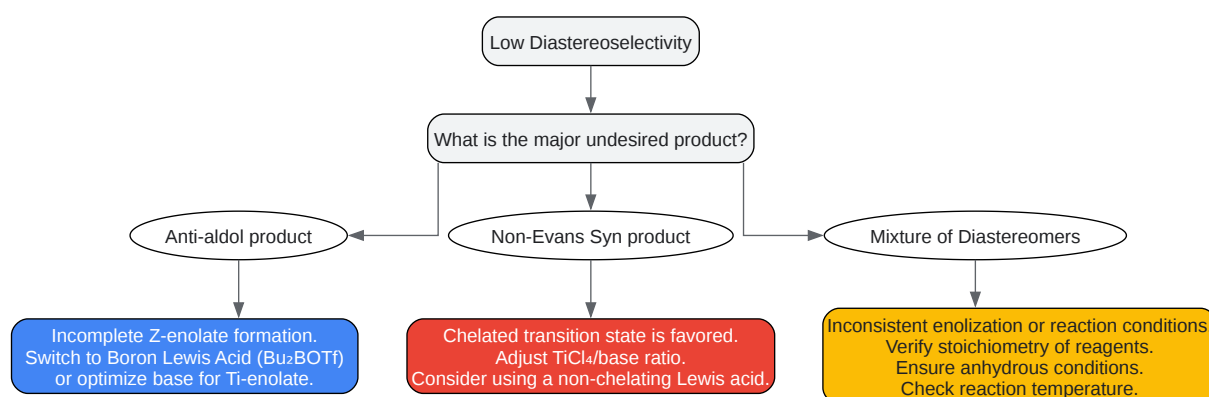 Low Diastereoselectivity
What is the major undesired product?
Anti-aldol product
Non-Evans Syn product
Mixture of Diastereomers
Incomplete Z-enolate formation.
Switch to Boron Lewis Acid (Bu₂BOTf)
or optimize base for Ti-enolate.
Chelated transition state is favored.
Adjust TiCl₄/base ratio.
Consider using a non-chelating Lewis acid.
Inconsistent enolization or reaction conditions
Verify stoichiometry of reagents.
Ensure anhydrous conditions.
Check reaction temperature.